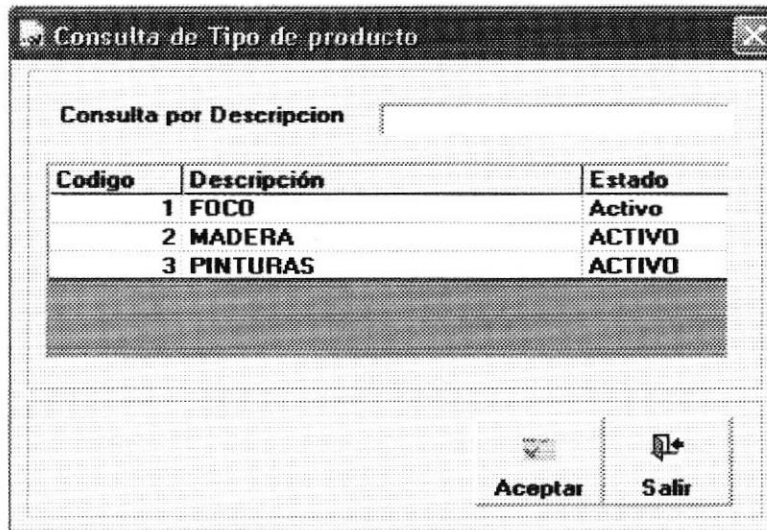 Consulta de Tipo de producto
Consulta por Descripcion
Codigo Descripción Estado
1 FOCO Activo
2 MADERA ACTIVO
3 PINTURAS ACTIVO
Aceptar Salir